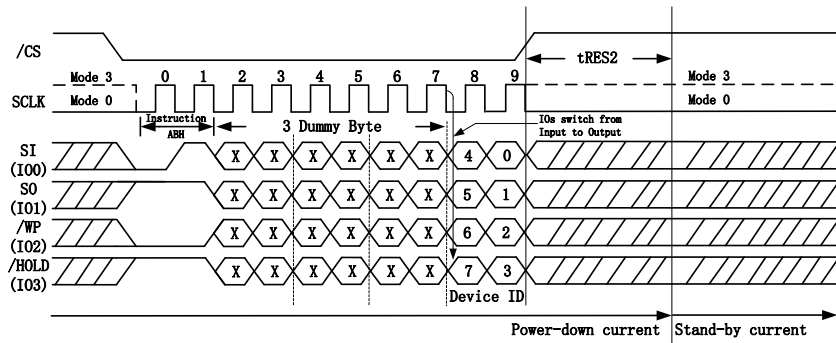 /CS
tRES2
Mode 3 0 1 2 3 4 5 6 7 8 9 Mode 3
SCLK Mode 0 Mode 0
Instruction
ABH
3 Dummy Byte
IOs switch from
Input to Output
SI
(IO0)
X X X X X X 4 0
SO
(IO1)
X X X X X X 5 1
/WP
(IO2)
X X X X X X 6 2
/HOLD
(IO3)
X X X X X X 7 3
Device ID
Power-down current Stand-by current